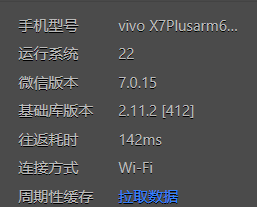 手机型号 vivo X7Plusarm6...
运行系统 22
微信版本 7.0.15
基础库版本 2.11.2 [412]
往返耗时 142ms
连接方式 Wi-Fi
周期性缓存 拉取数据